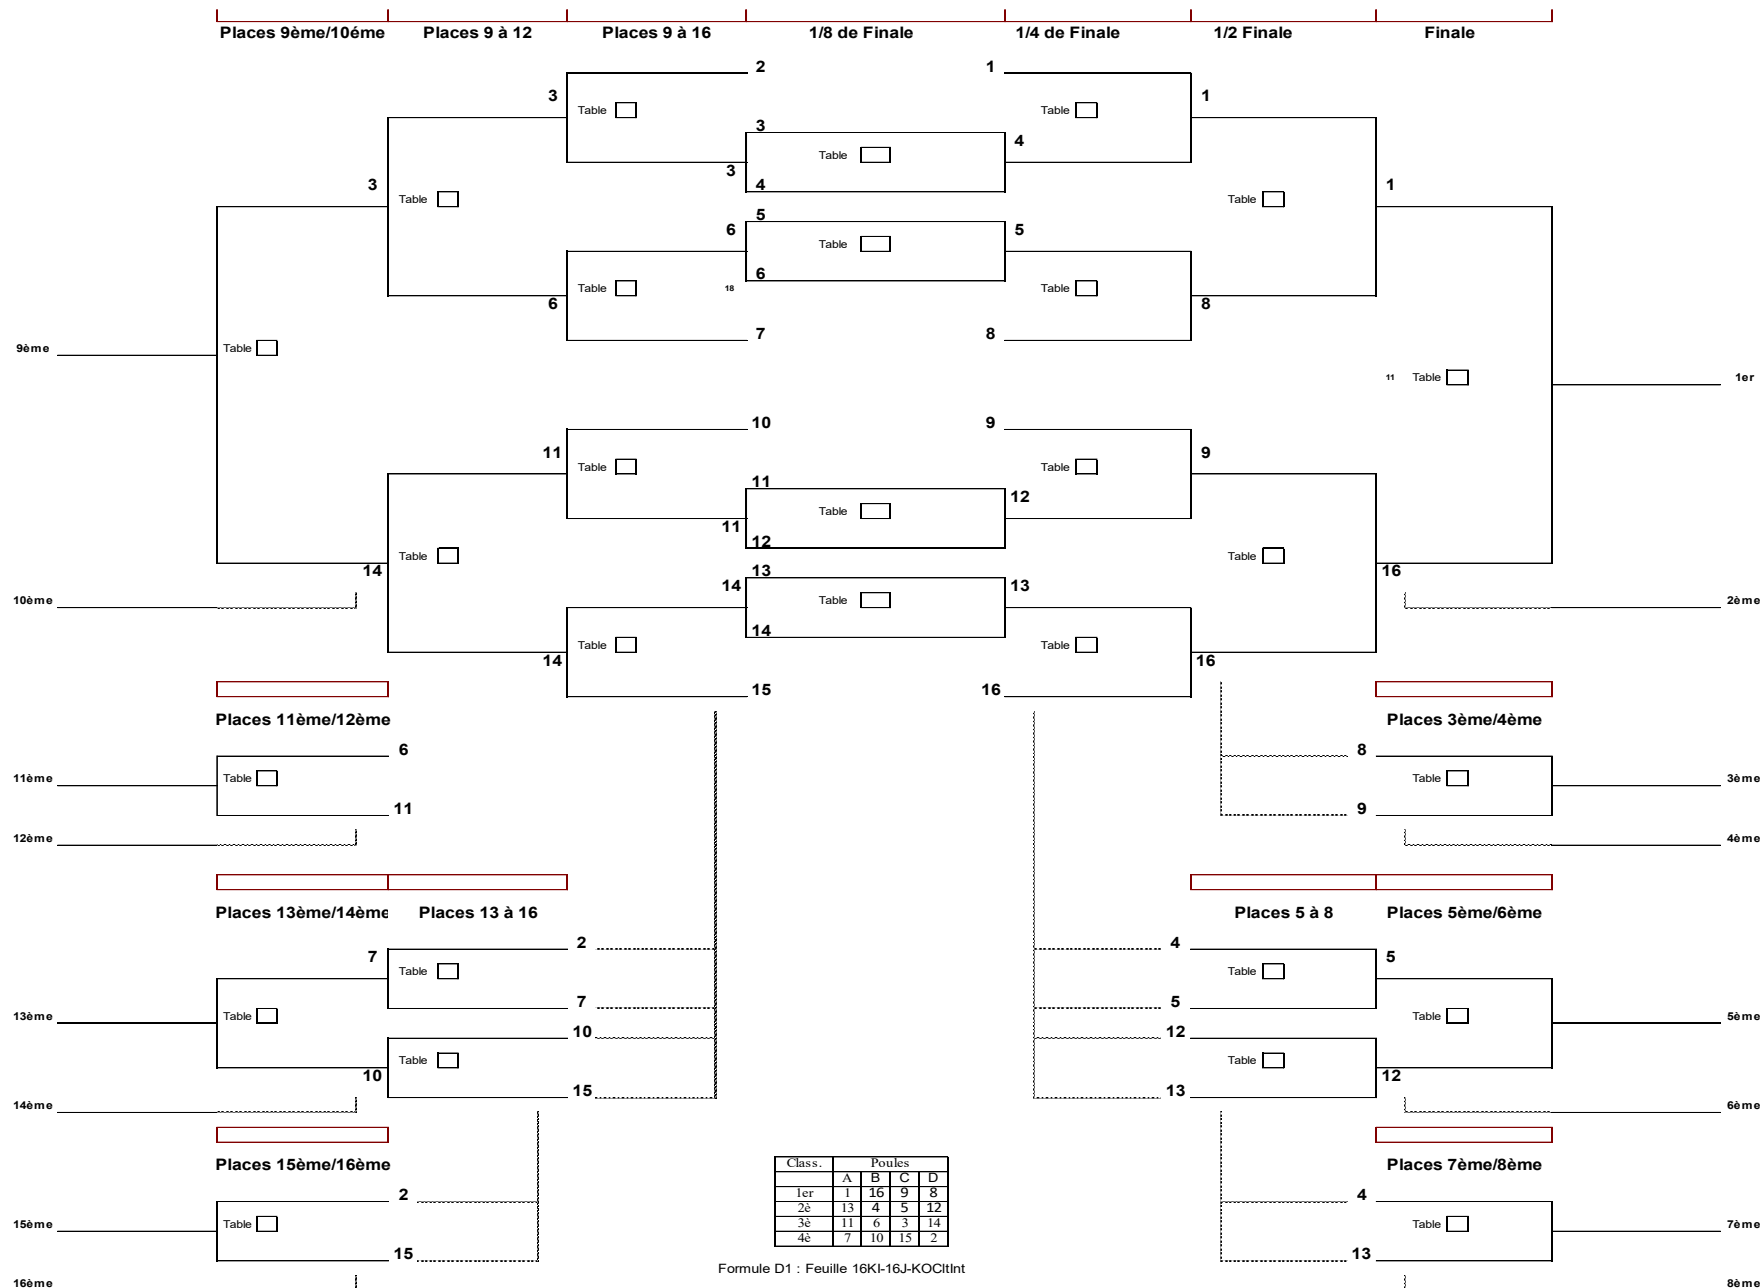 Places 9ème/10éme Places 9 à 12 Places 9 à 16 1/8 de Finale 1/4 de Finale 1/2 Finale Finale
2 1
3 1
Table Table
3 4
Table
3
4
3 1
Table Table
5
6 5
Table
6
Table 18 Table
6 8
7 8
9ème Table
11 Table 1er
10 9
11 9
Table Table
11 12
Table
11
12
Table Table
14 16
13
14 13
Table
10ème 2ème
14
Table Table
14 16
15 16
Places 11ème/12ème Places 3ème/4ème
6 8
11ème Table Table 3ème
11 9
12ème 4ème
Places 13ème/14ème Places 13 à 16 Places 5 à 8 Places 5ème/6ème
2 4
7 5
Table Table
7 5
13ème Table Table 5ème
10 12
Table Table
10 12
15 13
14ème 6ème
Places 15ème/16ème Places 7ème/8ème
2 4
15ème Table Table 7ème
15 13
16ème 8ème
Class. Poules
A B C D
1er 1 16 9 8
2è 13 4 5 12
3è 11 6 3 14
4è 7 10 15 2
Formule D1 : Feuille 16KI-16J-KOCltInt